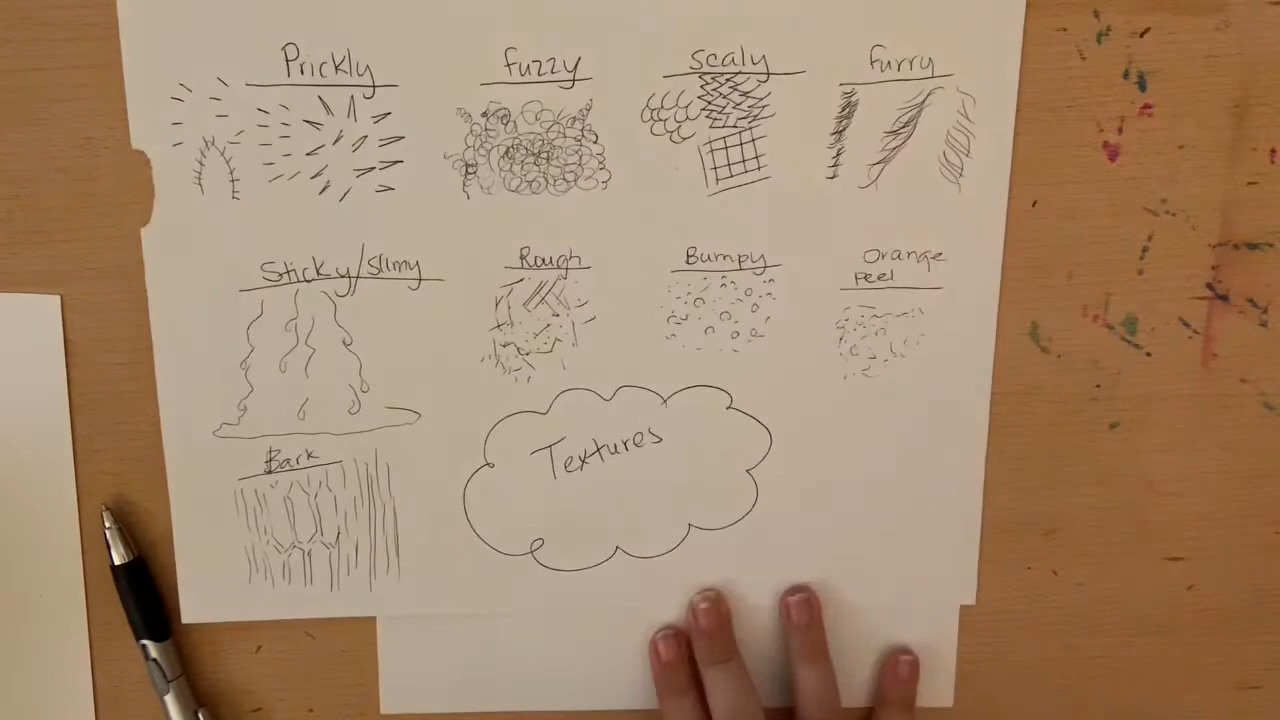 Prickly
fuzzy
scaly
furry
Sticky/slimy
Rough
Bumpy
Orange
Peel
Textures
Bark